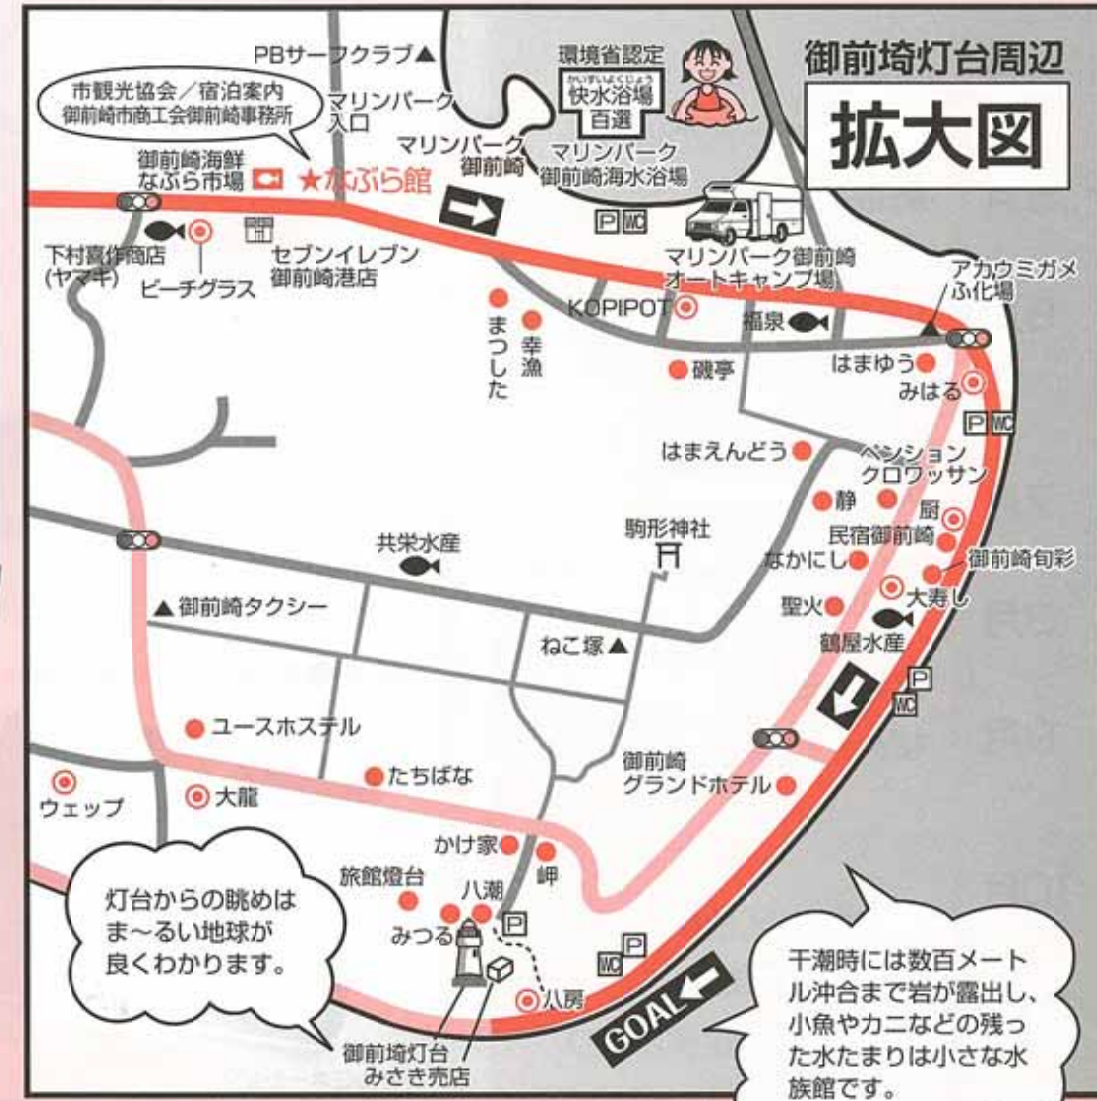 御前埼灯台周辺
拡大図
PBサーフクラブ▲
環境省認定
かいすいよくじょう
快水浴場
百選
市観光協会／宿泊案内
御前崎市商工会御前崎事務所
マリンパーク
入口
マリンパーク
御前崎
マリンパーク
御前崎海水浴場
御前崎海鮮
なぶら市場
★なぶら館
P WC
下村喜作商店
(ヤマキ)
ビーチグラス
セブンイレブン
御前崎港店
マリンパーク御前崎
オートキャンプ場
アカウミガメ
ふ化場
KOPIPOT
福泉
まつした
幸漁
磯亭
はまゆう
みはる
P WC
はまえんどう
ペンション
クロワッサン
静
厨
民宿御前崎
駒形神社
共栄水産
なかにし
御前崎旬彩
大寿し
▲御前崎タクシー
聖火
ねこ塚▲
鶴屋水産
P
WC
ユースホステル
御前崎
グランドホテル
たちばな
ウェップ
大龍
かけ家
岬
旅館燈台
八潮
みつる
P
P
WC
八房
GOAL
灯台からの眺めは
ま～るい地球が
良くわかります。
御前埼灯台
みさき売店
干潮時には数百メート
ル沖合まで岩が露出し、
小魚やカニなどの残っ
た水たまりは小さな水
族館です。